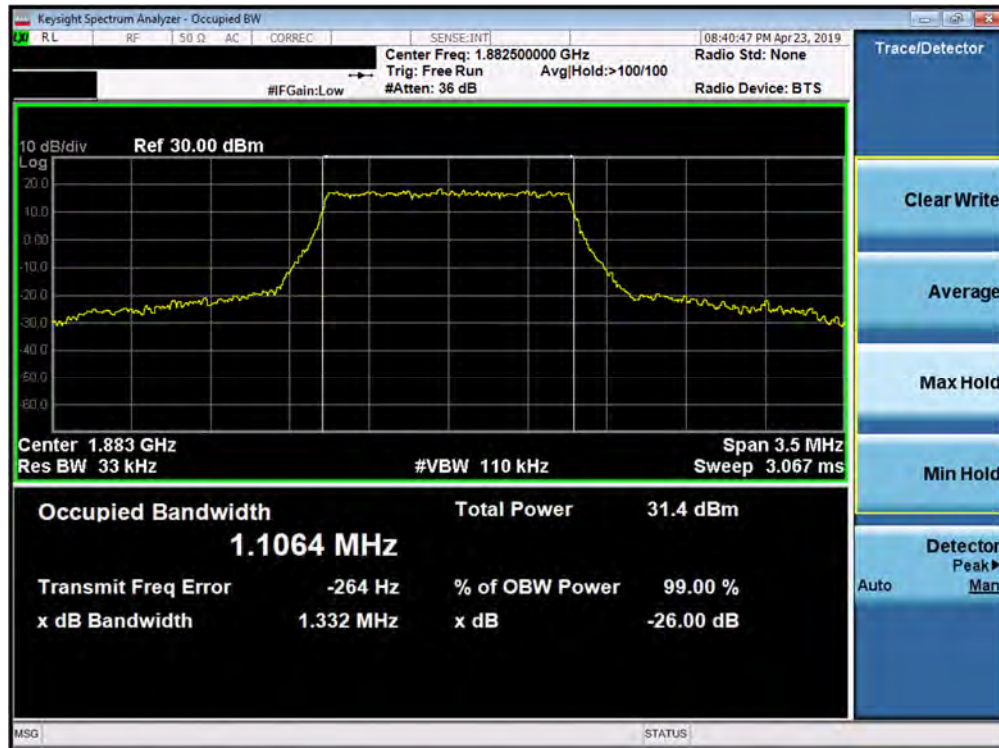 Keysight Spectrum Analyzer - Occupied BW
LXI RL RF 50 Ω AC CORREC SENSE:INT 08:40:47 PM Apr 23, 2019
Center Freq: 1.882500000 GHz Radio Std: None
Trig: Free Run Avg|Hold:>100/100
#IFGain:Low #Atten: 36 dB Radio Device: BTS
Trace/Detector
10 dB/div Ref 30.00 dBm
Log
20.0
10.0
0.00
-10.0
-20.0
-30.0
-40.0
-50.0
-60.0
Center 1.883 GHz Span 3.5 MHz
Res BW 33 kHz #VBW 110 kHz Sweep 3.067 ms
Occupied Bandwidth Total Power 31.4 dBm
1.1064 MHz
Transmit Freq Error -264 Hz % of OBW Power 99.00 %
x dB Bandwidth 1.332 MHz x dB -26.00 dB
Clear Write
Average
Max Hold
Min Hold
Detector
Peak▶
Auto Man
MSG STATUS